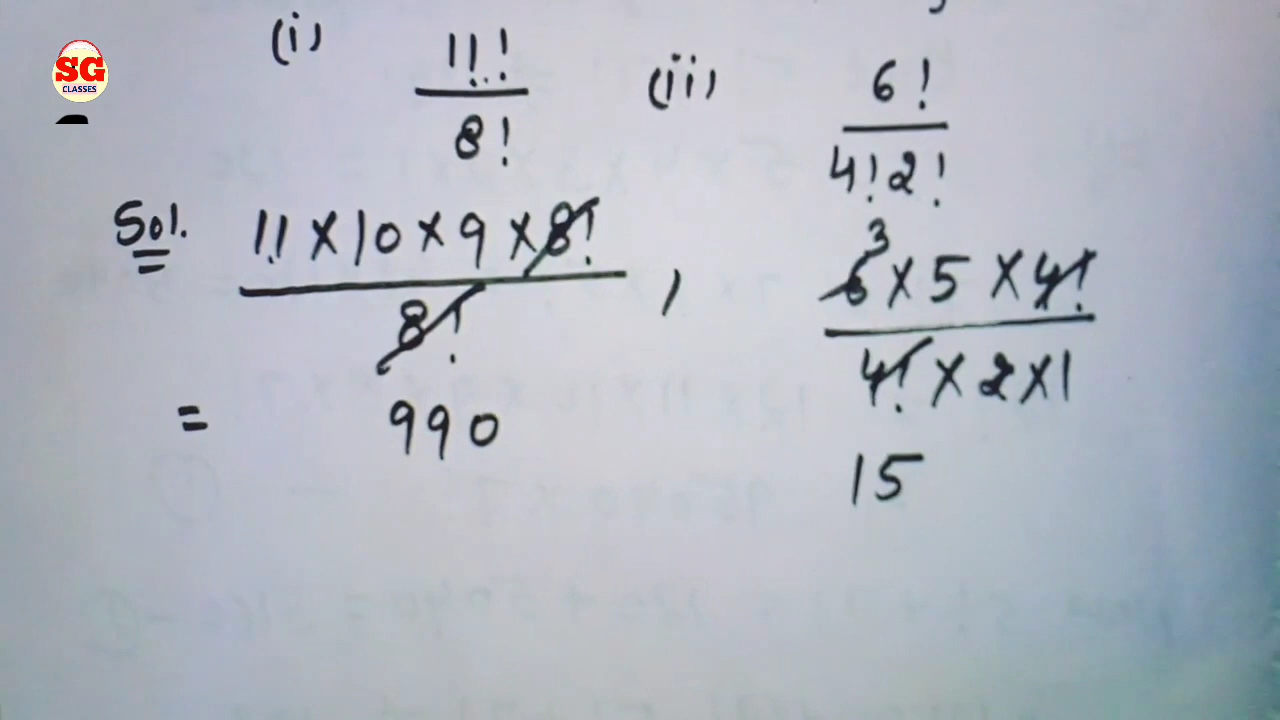 SG
CLASSES
(i) 11! / 8! (ii) 6! / 4!2!
Sol. 11 × 10 × 9 × 8! / 8! , 6 3 × 5 × 4! / 4! × 2 × 1
= 990 15